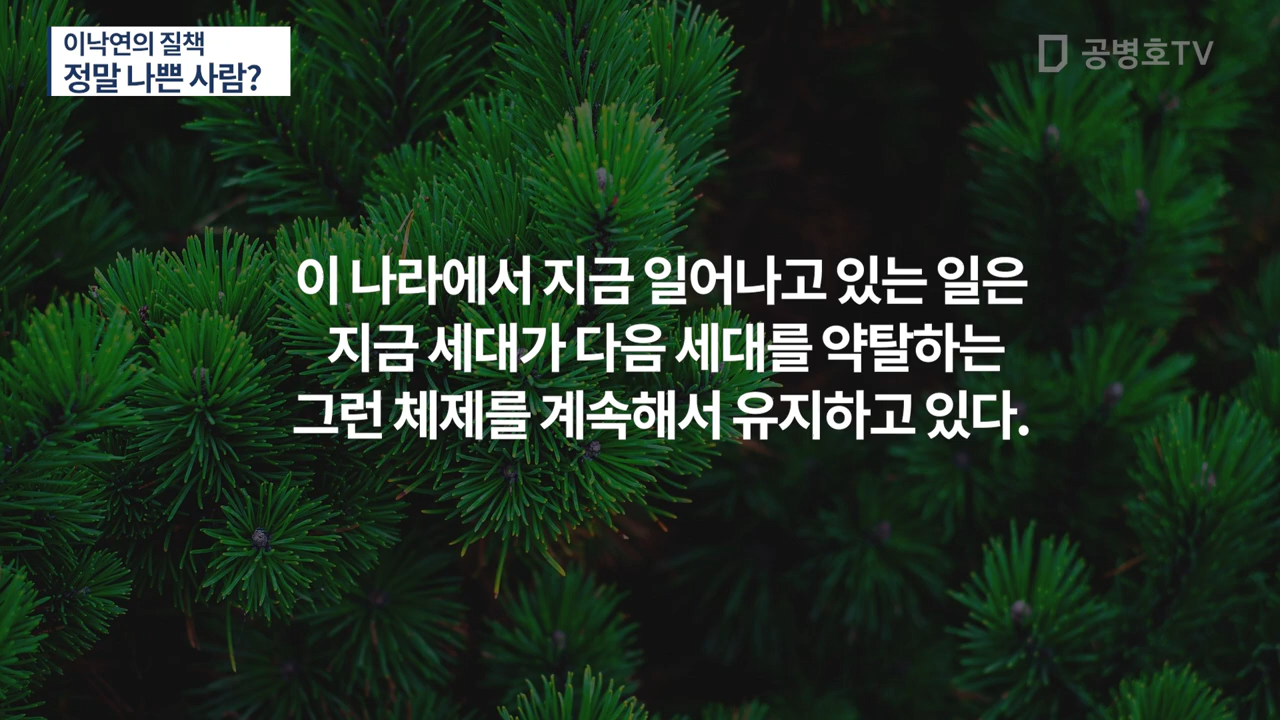 이낙연의 질책
정말 나쁜 사람?
공병호TV
이 나라에서 지금 일어나고 있는 일은
지금 세대가 다음 세대를 약탈하는
그런 체제를 계속해서 유지하고 있다.